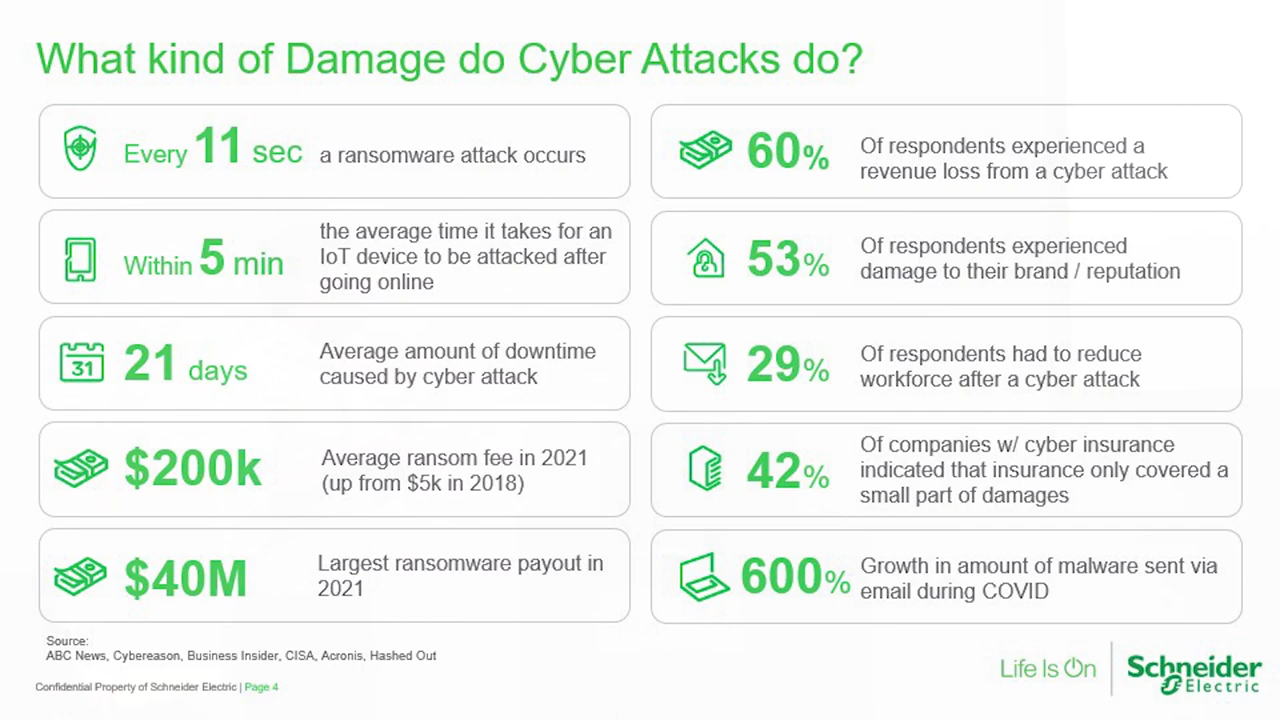 What kind of Damage do Cyber Attacks do?
Every 11 sec a ransomware attack occurs
Within 5 min
the average time it takes for an
IoT device to be attacked after
going online
31
21 days
Average amount of downtime
caused by cyber attack
$200k
Average ransom fee in 2021
(up from $5k in 2018)
$40M
Largest ransomware payout in
2021
60%
Of respondents experienced a
revenue loss from a cyber attack
53%
Of respondents experienced
damage to their brand / reputation
29%
Of respondents had to reduce
workforce after a cyber attack
42%
Of companies w/ cyber insurance
indicated that insurance only covered a
small part of damages
600%
Growth in amount of malware sent via
email during COVID
Source:
ABC News, Cybereason, Business Insider, CISA, Acronis, Hashed Out
Confidential Property of Schneider Electric | Page 4
Life Is On
Schneider
Electric